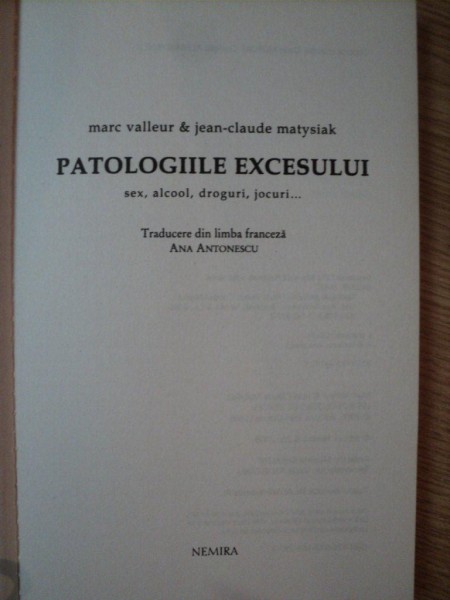 marc valleur & jean-claude matysiak
PATOLOGIILE EXCESULUI
sex, alcool, droguri, jocuri...
Traducere din limba franceză
ANA ANTONESCU
NEMIRA